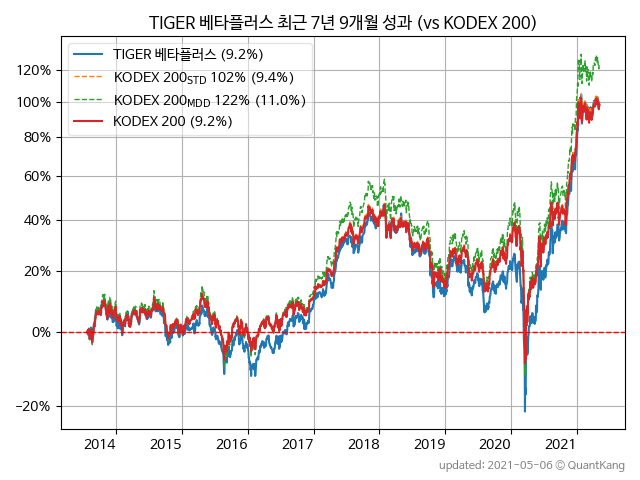 TIGER 베타플러스 최근 7년 9개월 성과 (vs KODEX 200)
TIGER 베타플러스 (9.2%)
KODEX 200STD 102% (9.4%)
KODEX 200MDD 122% (11.0%)
KODEX 200 (9.2%)
120%
100%
80%
60%
40%
20%
0%
−20%
2014 2015 2016 2017 2018 2019 2020 2021
updated: 2021-05-06 © QuantKang